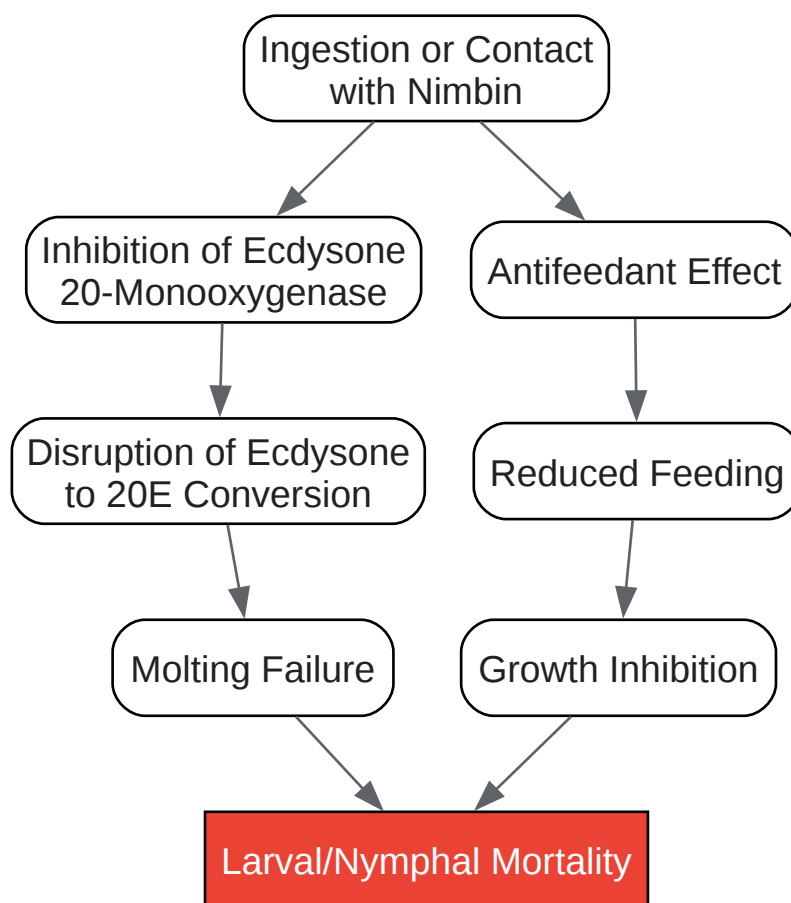 Ingestion or Contact
with Nimbin
Inhibition of Ecdysone
20-Monooxygenase
Antifeedant Effect
Disruption of Ecdysone
to 20E Conversion
Reduced Feeding
Molting Failure
Growth Inhibition
Larval/Nymphal Mortality